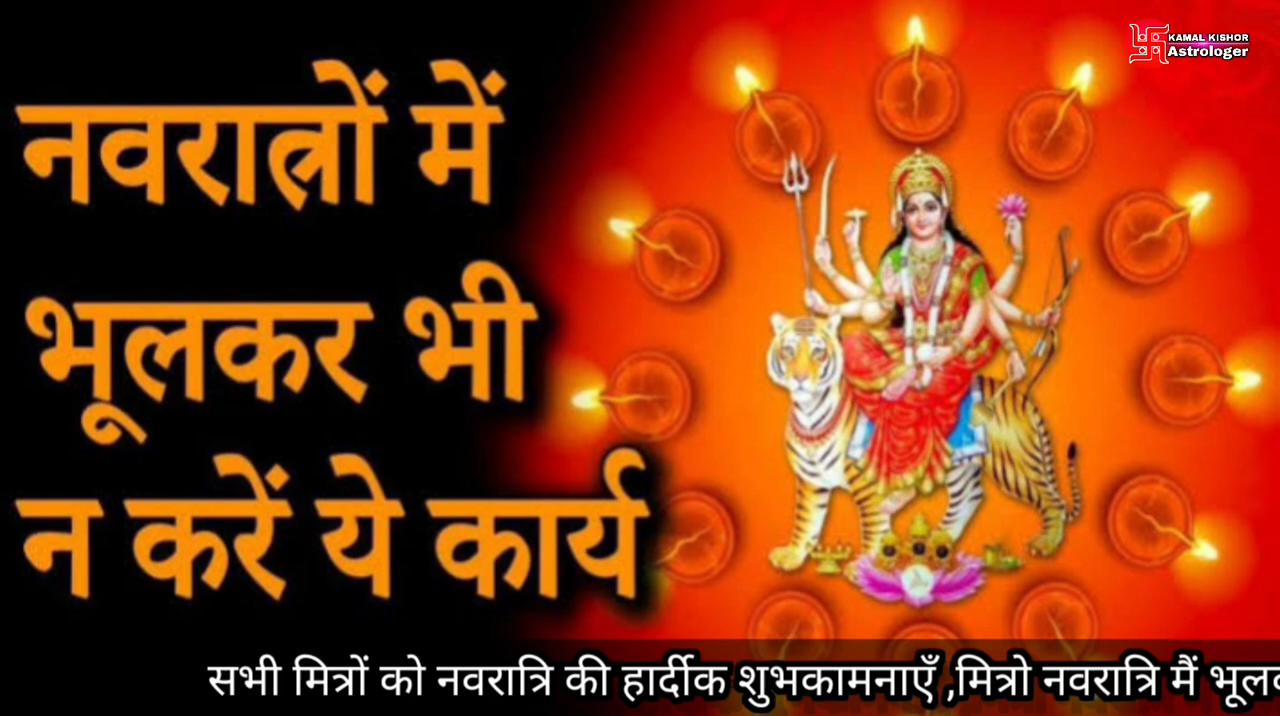 KAMAL KISHOR
Astrologer
नवरात्रों में
भूलकर भी
न करें ये कार्य
सभी मित्रों को नवरात्रि की हार्दीक शुभकामनाएँ ,मित्रो नवरात्रि मैं